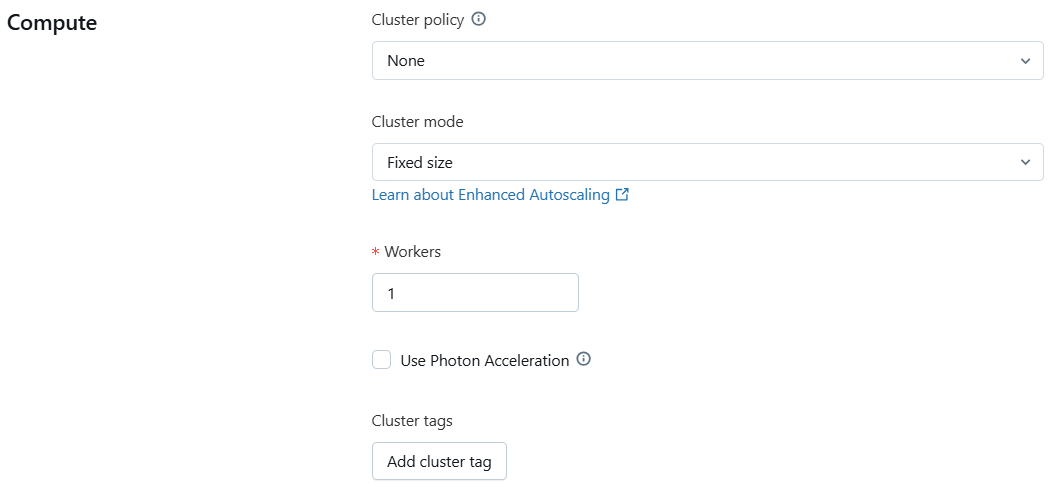 Compute
Cluster policy
None
Cluster mode
Fixed size
Learn about Enhanced Autoscaling
* Workers
1
Use Photon Acceleration
Cluster tags
Add cluster tag